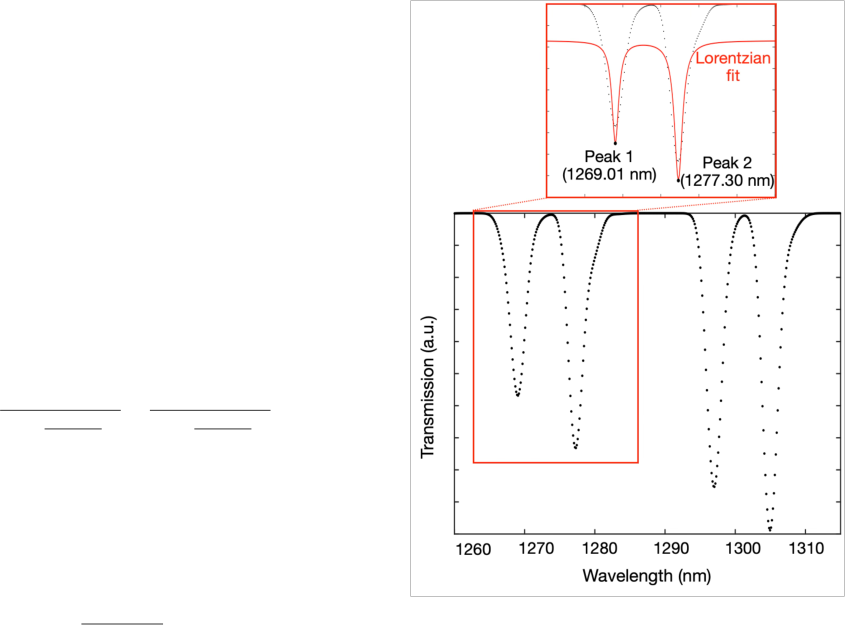 Lorentzian
fit
Peak 1
(1269.01 nm)
Peak 2
(1277.30 nm)
Transmission (a.u.)
1260 1270 1280 1290 1300 1310
Wavelength (nm)